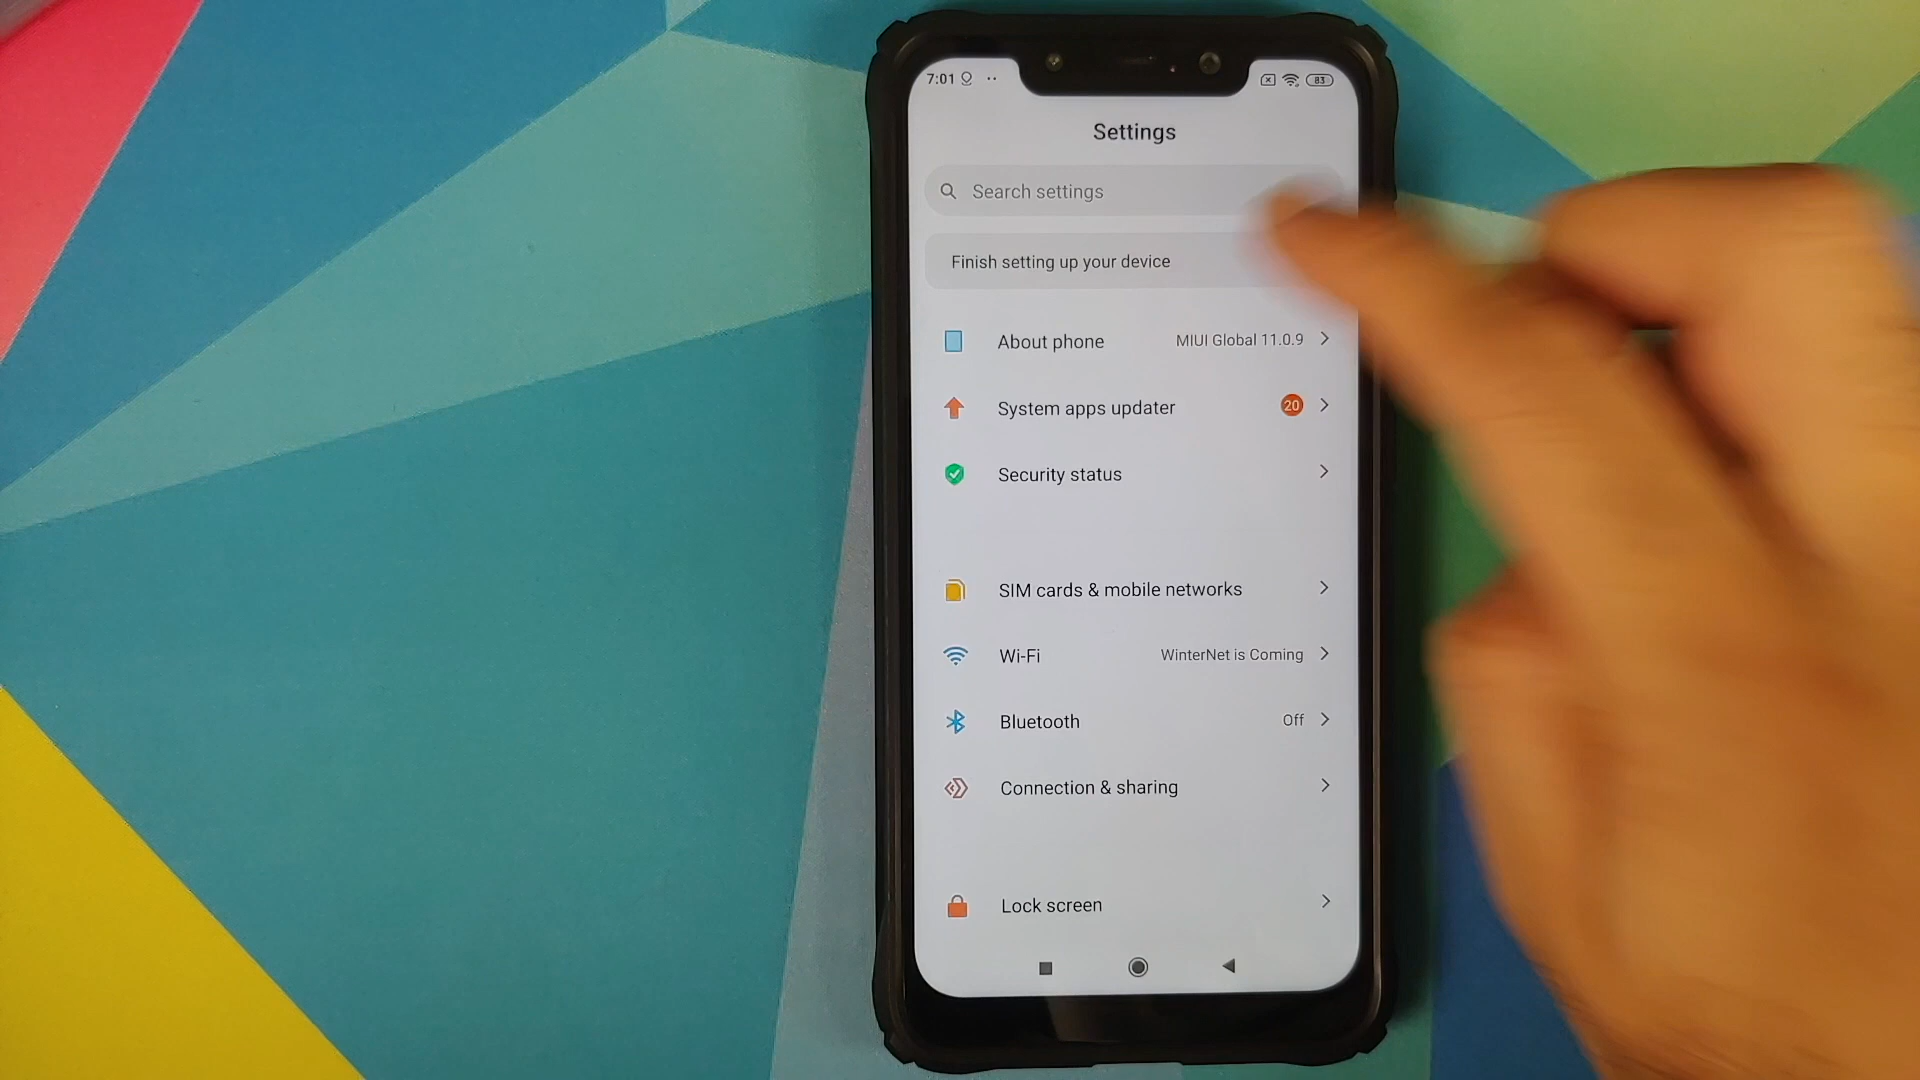 7:01
83
Settings
Search settings
Finish setting up your device
About phone MIUI Global 11.0.9
System apps updater 20
Security status
SIM cards & mobile networks
Wi-Fi WinterNet is Coming
Bluetooth Off
Connection & sharing
Lock screen